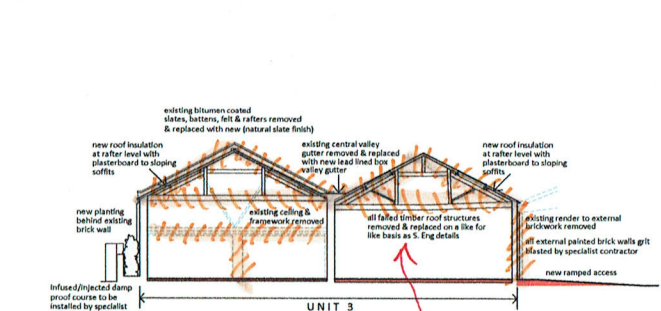 existing bitumen coated
slates, battens, felt & rafters removed
& replaced with new (natural slate finish)
new roof insulation
at rafter level with
plasterboard to sloping
soffits
existing central valley
gutter removed & replaced
with new lead lined box
valley gutter
new roof insulation
at rafter level with
plasterboard to sloping
soffits
new planting
behind existing
brick wall
existing ceiling &
framework removed
all failed timber roof structures
removed & replaced on a like for
like basis as S. Eng details
existing render to external
brickwork removed
all external painted brick walls grit
blasted by specialist contractor
new ramped access
Infused/injected damp
proof course to be
installed by specialist
UNIT 3